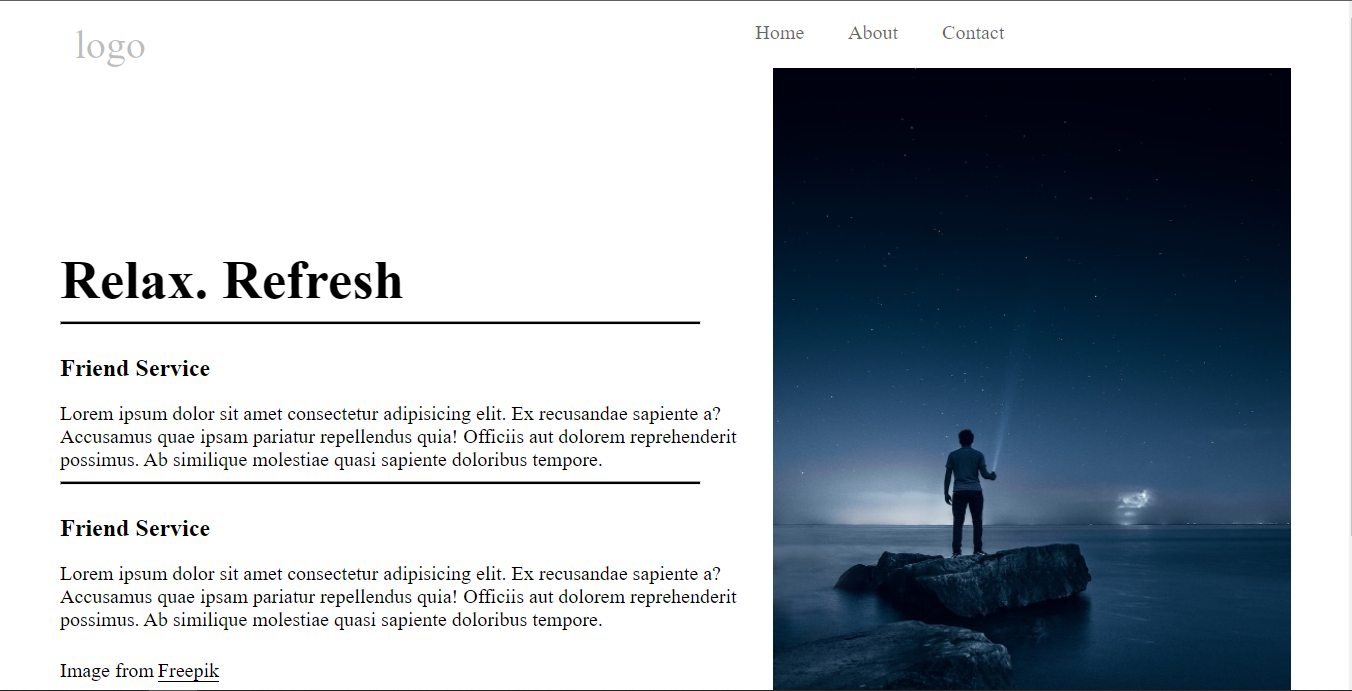 logo
Home About Contact
Relax. Refresh
Friend Service
Lorem ipsum dolor sit amet consectetur adipisicing elit. Ex recusandae sapiente a?
Accusamus quae ipsam pariatur repellendus quia! Officiis aut dolorem reprehenderit
possimus. Ab similique molestiae quasi sapiente doloribus tempore.
Friend Service
Lorem ipsum dolor sit amet consectetur adipisicing elit. Ex recusandae sapiente a?
Accusamus quae ipsam pariatur repellendus quia! Officiis aut dolorem reprehenderit
possimus. Ab similique molestiae quasi sapiente doloribus tempore.
Image from Freepik